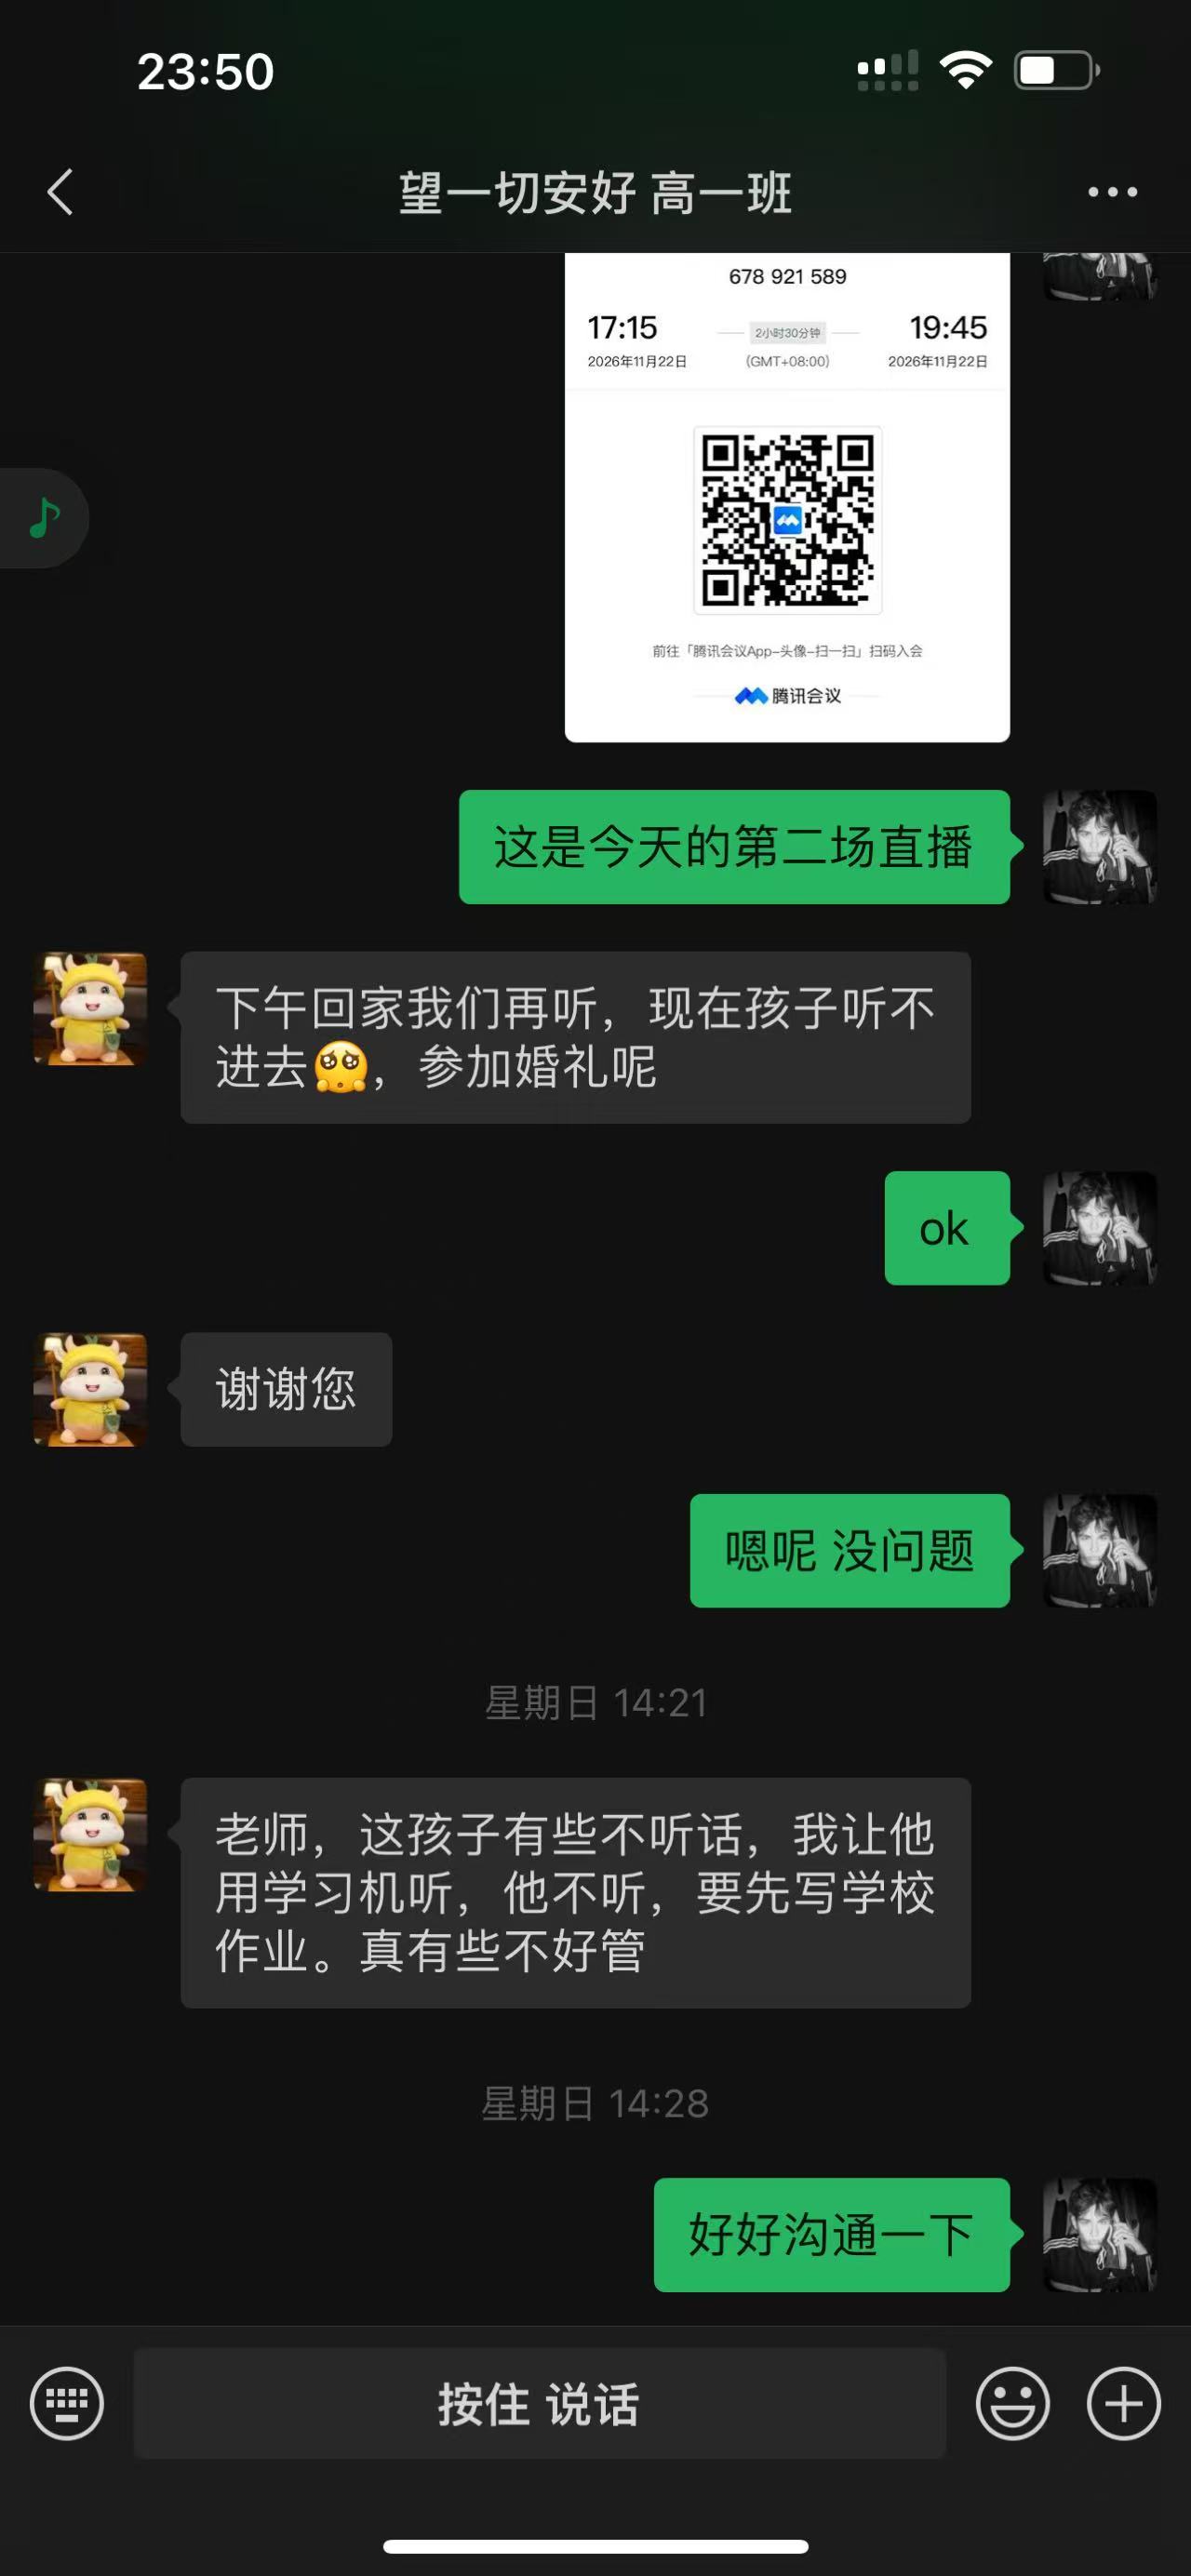 23:50
望一切安好 高一班
678 921 589
17:15
2小时30分钟
19:45
2026年11月22日
(GMT+08:00)
2026年11月22日
前往「腾讯会议App-头像-扫一扫」扫码入会
腾讯会议
这是今天的第二场直播
下午回家我们再听，现在孩子听不
进去🥺，参加婚礼呢
ok
谢谢您
嗯呢 没问题
星期日 14:21
老师，这孩子有些不听话，我让他
用学习机听，他不听，要先写学校
作业。真有些不好管
星期日 14:28
好好沟通一下
按住 说话